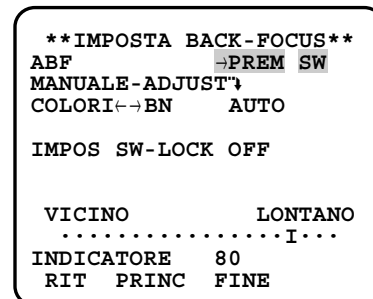 **IMPOSTA BACK-FOCUS**
ABF →PREM SW
MANUALE-ADJUST⤵
COLORI←→BN AUTO
IMPOS SW-LOCK OFF
VICINO LONTANO
·················I···
INDICATORE 80
RIT PRINC FINE